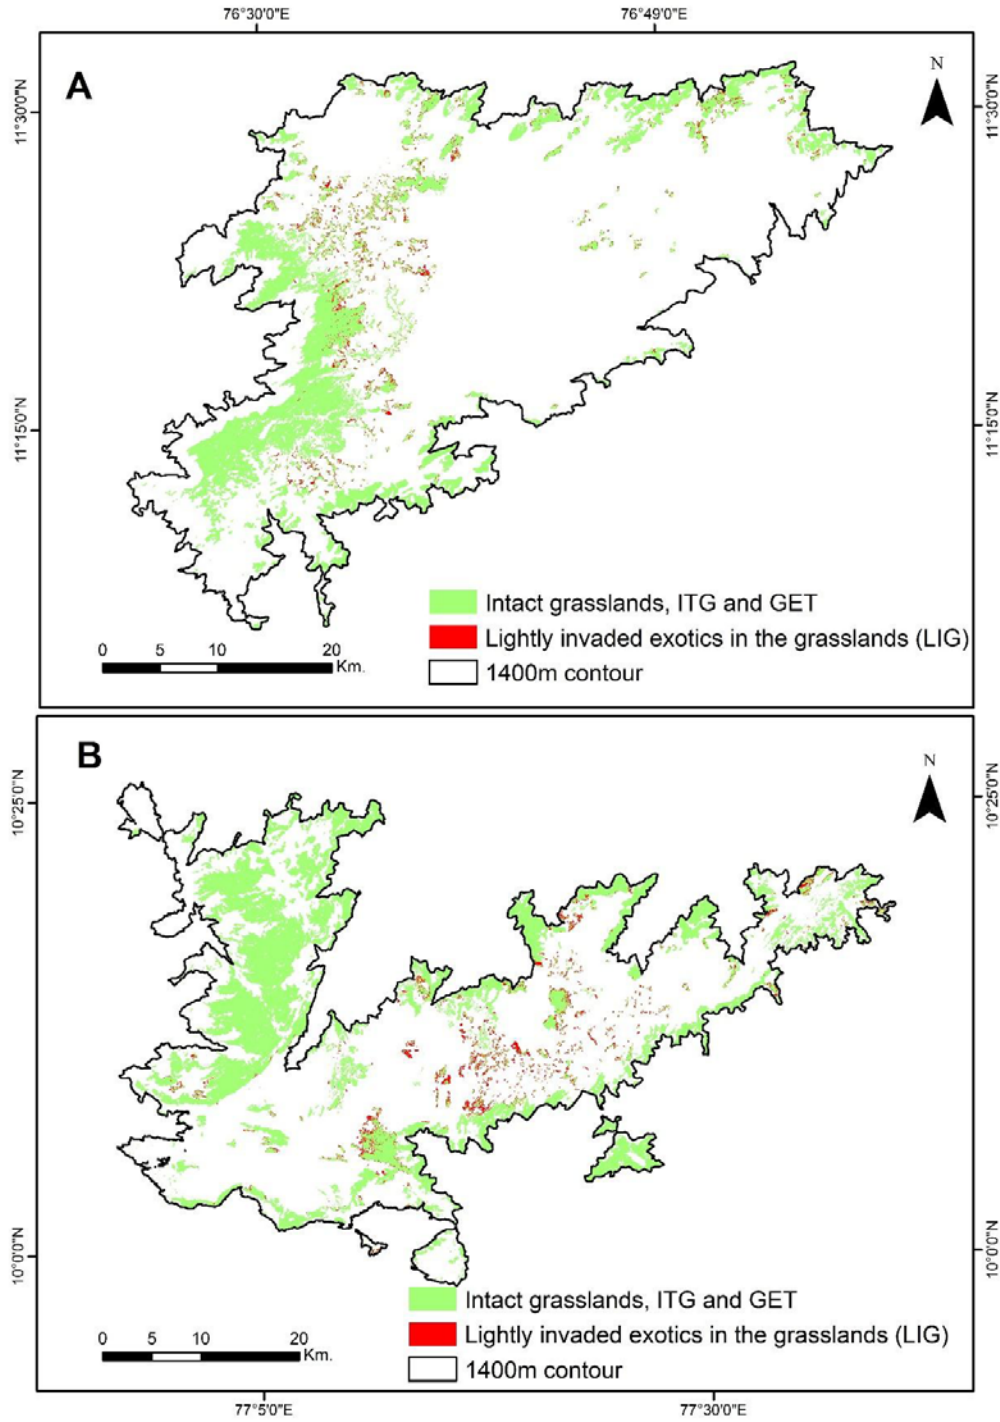 76°30'0"E 76°49'0"E
A
N
11°30'0"N 11°30'0"N
11°15'0"N 11°15'0"N
Intact grasslands, ITG and GET
Lightly invaded exotics in the grasslands (LIG)
1400m contour
0 5 10 20
Km.
B
N
10°25'0"N 10°25'0"N
10°0'0"N 10°0'0"N
Intact grasslands, ITG and GET
Lightly invaded exotics in the grasslands (LIG)
1400m contour
0 5 10 20
Km.
77°5'0"E 77°30'0"E